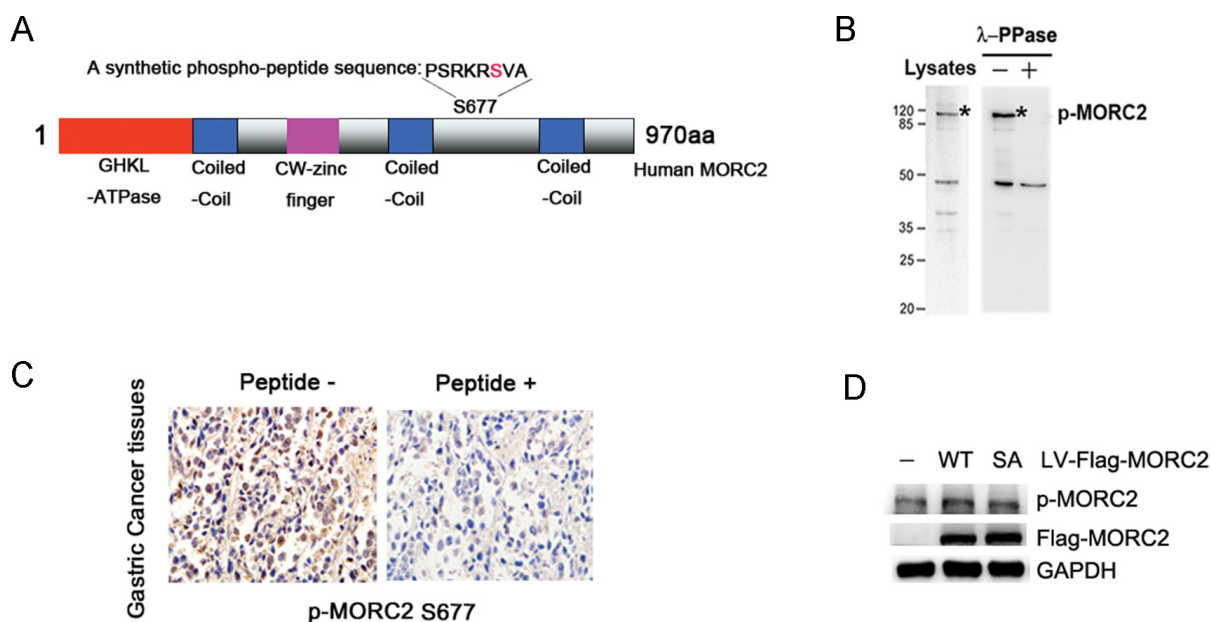 A
A synthetic phospho-peptide sequence: PSRKRSVA
S677
1
970aa
GHKL
-ATPase
Coiled
-Coil
CW-zinc
finger
Coiled
-Coil
Coiled
-Coil
Human MORC2
B
λ-PPase
Lysates − +
120
85
50
35
25
20
*
*
p-MORC2
C
Gastric Cancer tissues
Peptide -
Peptide +
p-MORC2 S677
D
− WT SA LV-Flag-MORC2
p-MORC2
Flag-MORC2
GAPDH